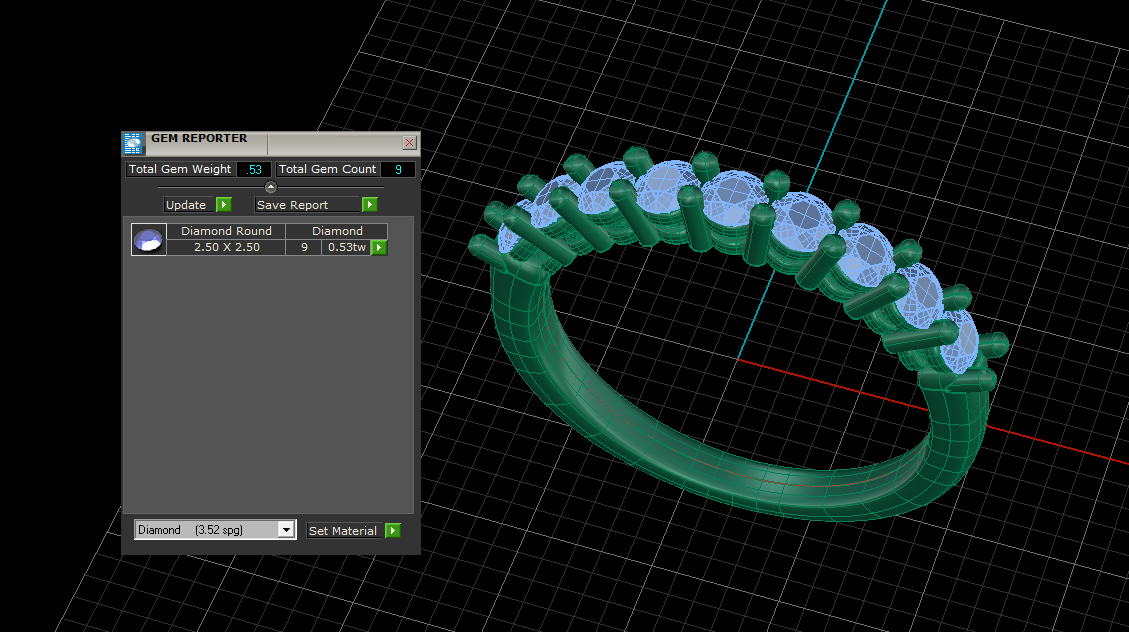 GEM REPORTER
Total Gem Weight .53 Total Gem Count 9
Update Save Report
Diamond Round Diamond
2.50 X 2.50 9 0.53tw
Diamond (3.52 spg) Set Material